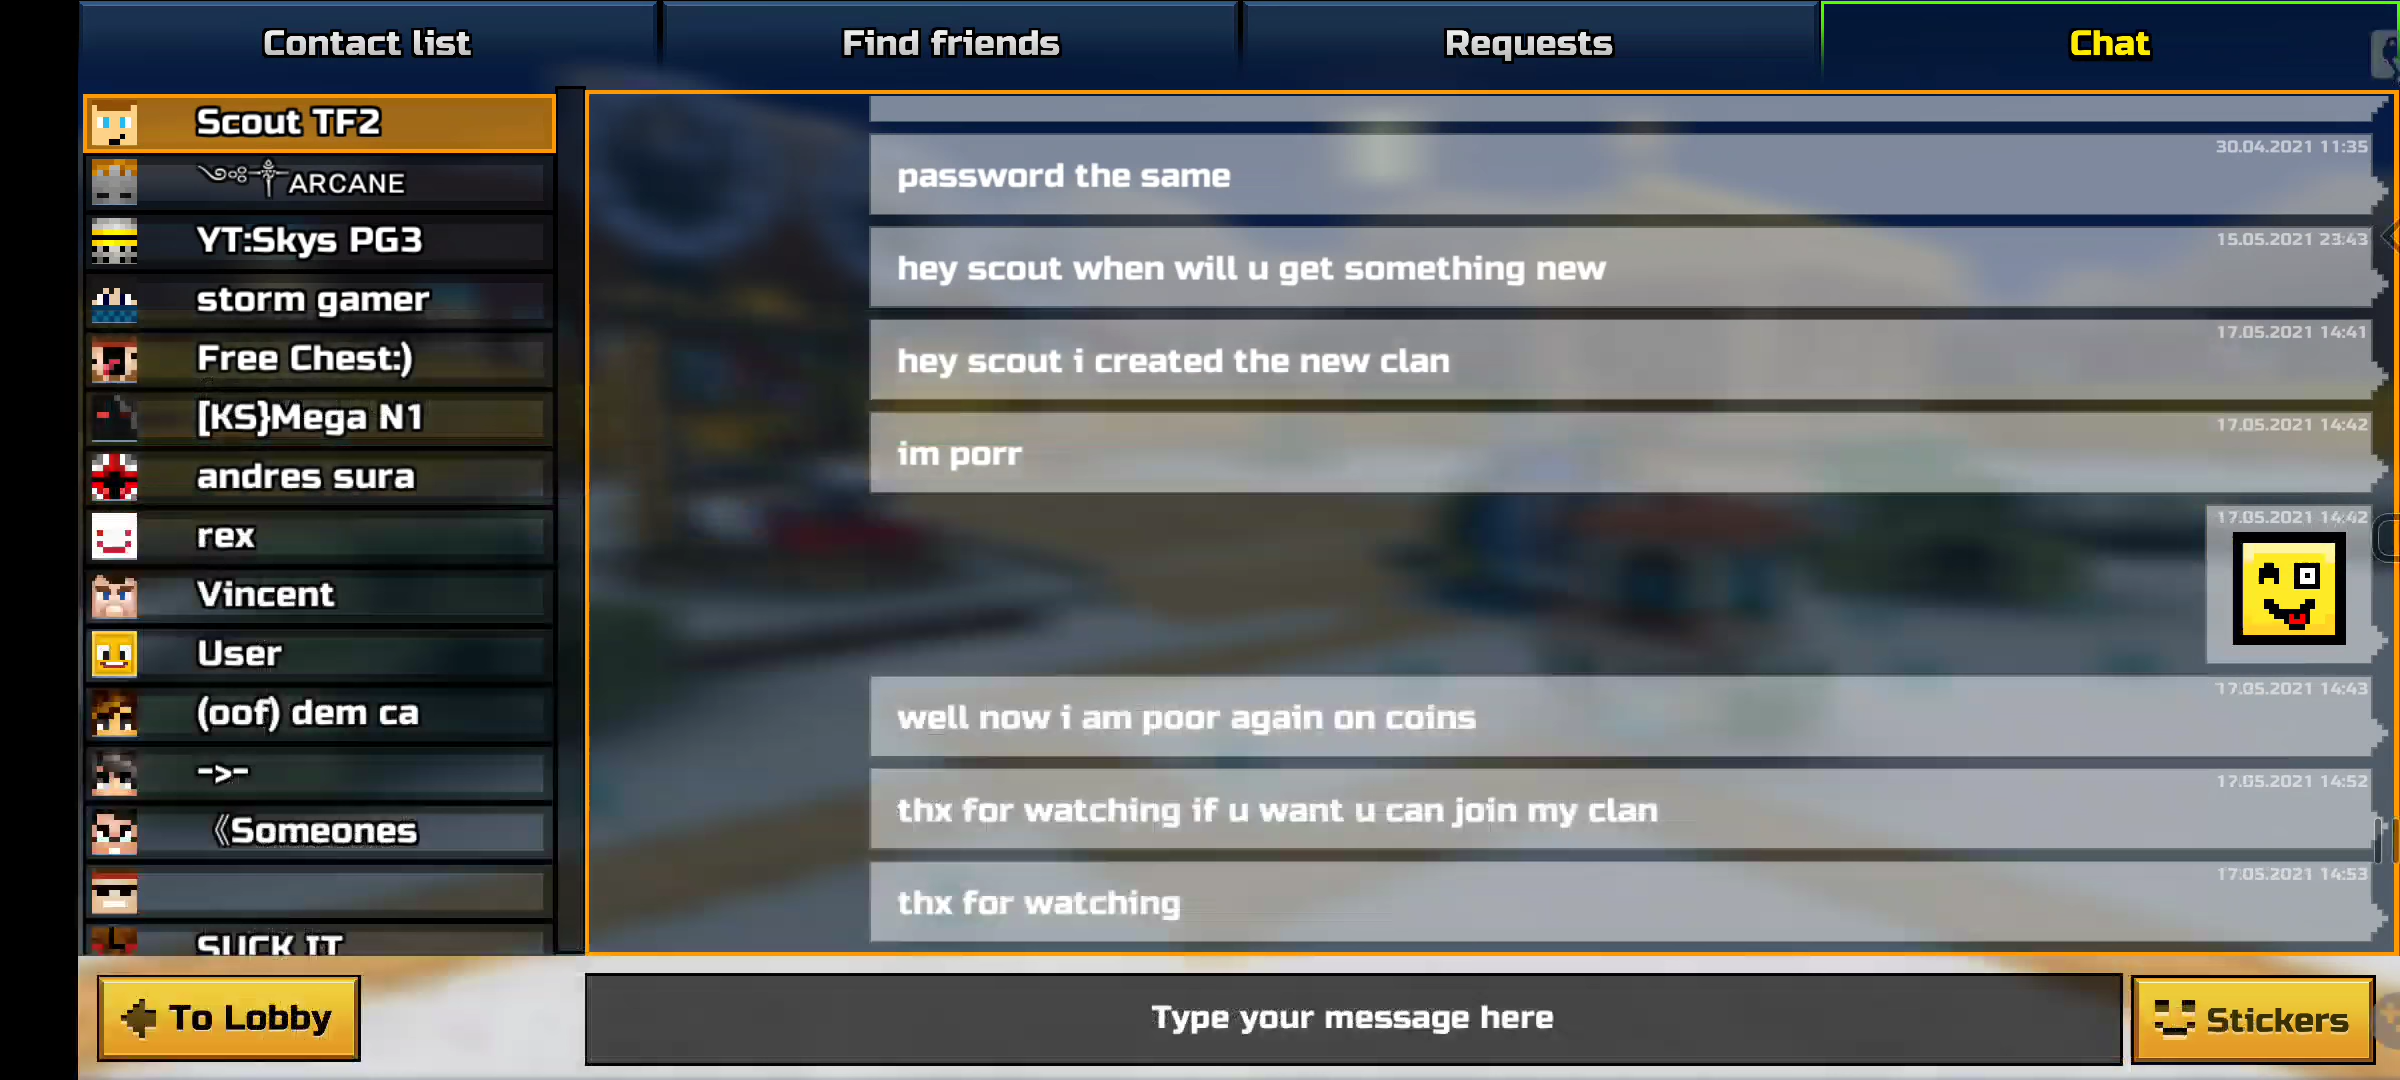 Contact list
Find friends
Requests
Chat
Scout TF2
ARCANE
YT:Skys PG3
storm gamer
Free Chest:)
[KS}Mega N1
andres sura
rex
Vincent
User
(oof) dem ca
->-
《Someones
SUCK IT
30.04.2021 11:35
password the same
15.05.2021 23:43
hey scout when will u get something new
17.05.2021 14:41
hey scout i created the new clan
17.05.2021 14:42
im porr
17.05.2021 14:42
17.05.2021 14:43
well now i am poor again on coins
17.05.2021 14:52
thx for watching if u want u can join my clan
17.05.2021 14:53
thx for watching
To Lobby
Type your message here
Stickers